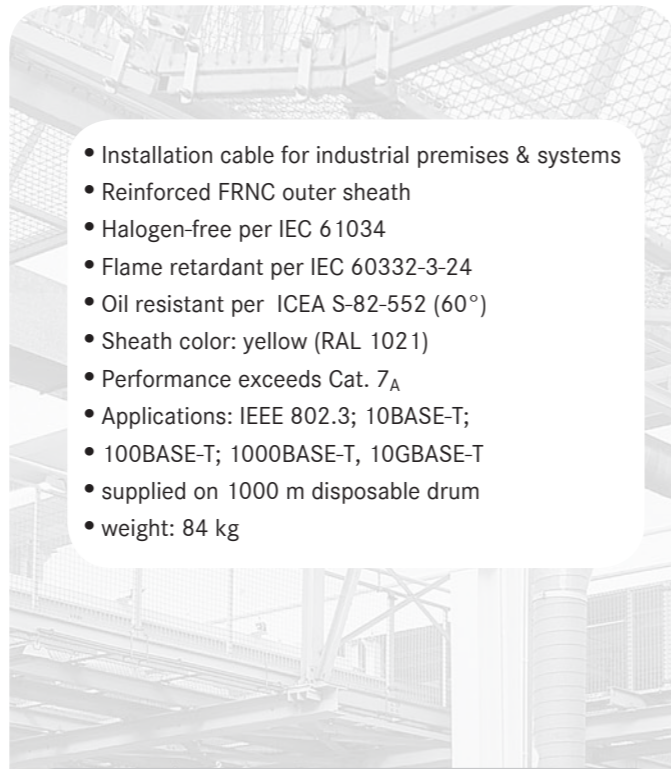 • Installation cable for industrial premises & systems
• Reinforced FRNC outer sheath
• Halogen-free per IEC 61034
• Flame retardant per IEC 60332-3-24
• Oil resistant per  ICEA S-82-552 (60°)
• Sheath color: yellow (RAL 1021)
• Performance exceeds Cat. 7A
• Applications: IEEE 802.3; 10BASE-T;
• 100BASE-T; 1000BASE-T, 10GBASE-T
• supplied on 1000 m disposable drum
• weight: 84 kg